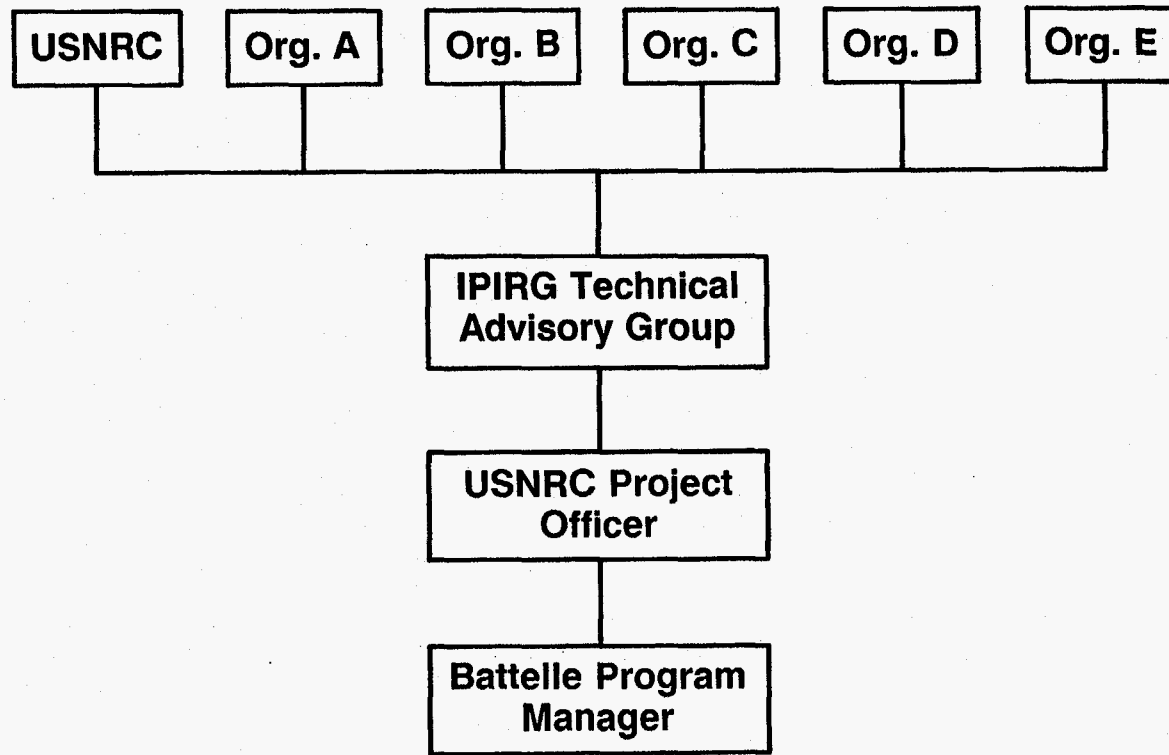 USNRC
Org. A
Org. B
Org. C
Org. D
Org. E
IPIRG Technical
Advisory Group
USNRC Project
Officer
Battelle Program
Manager